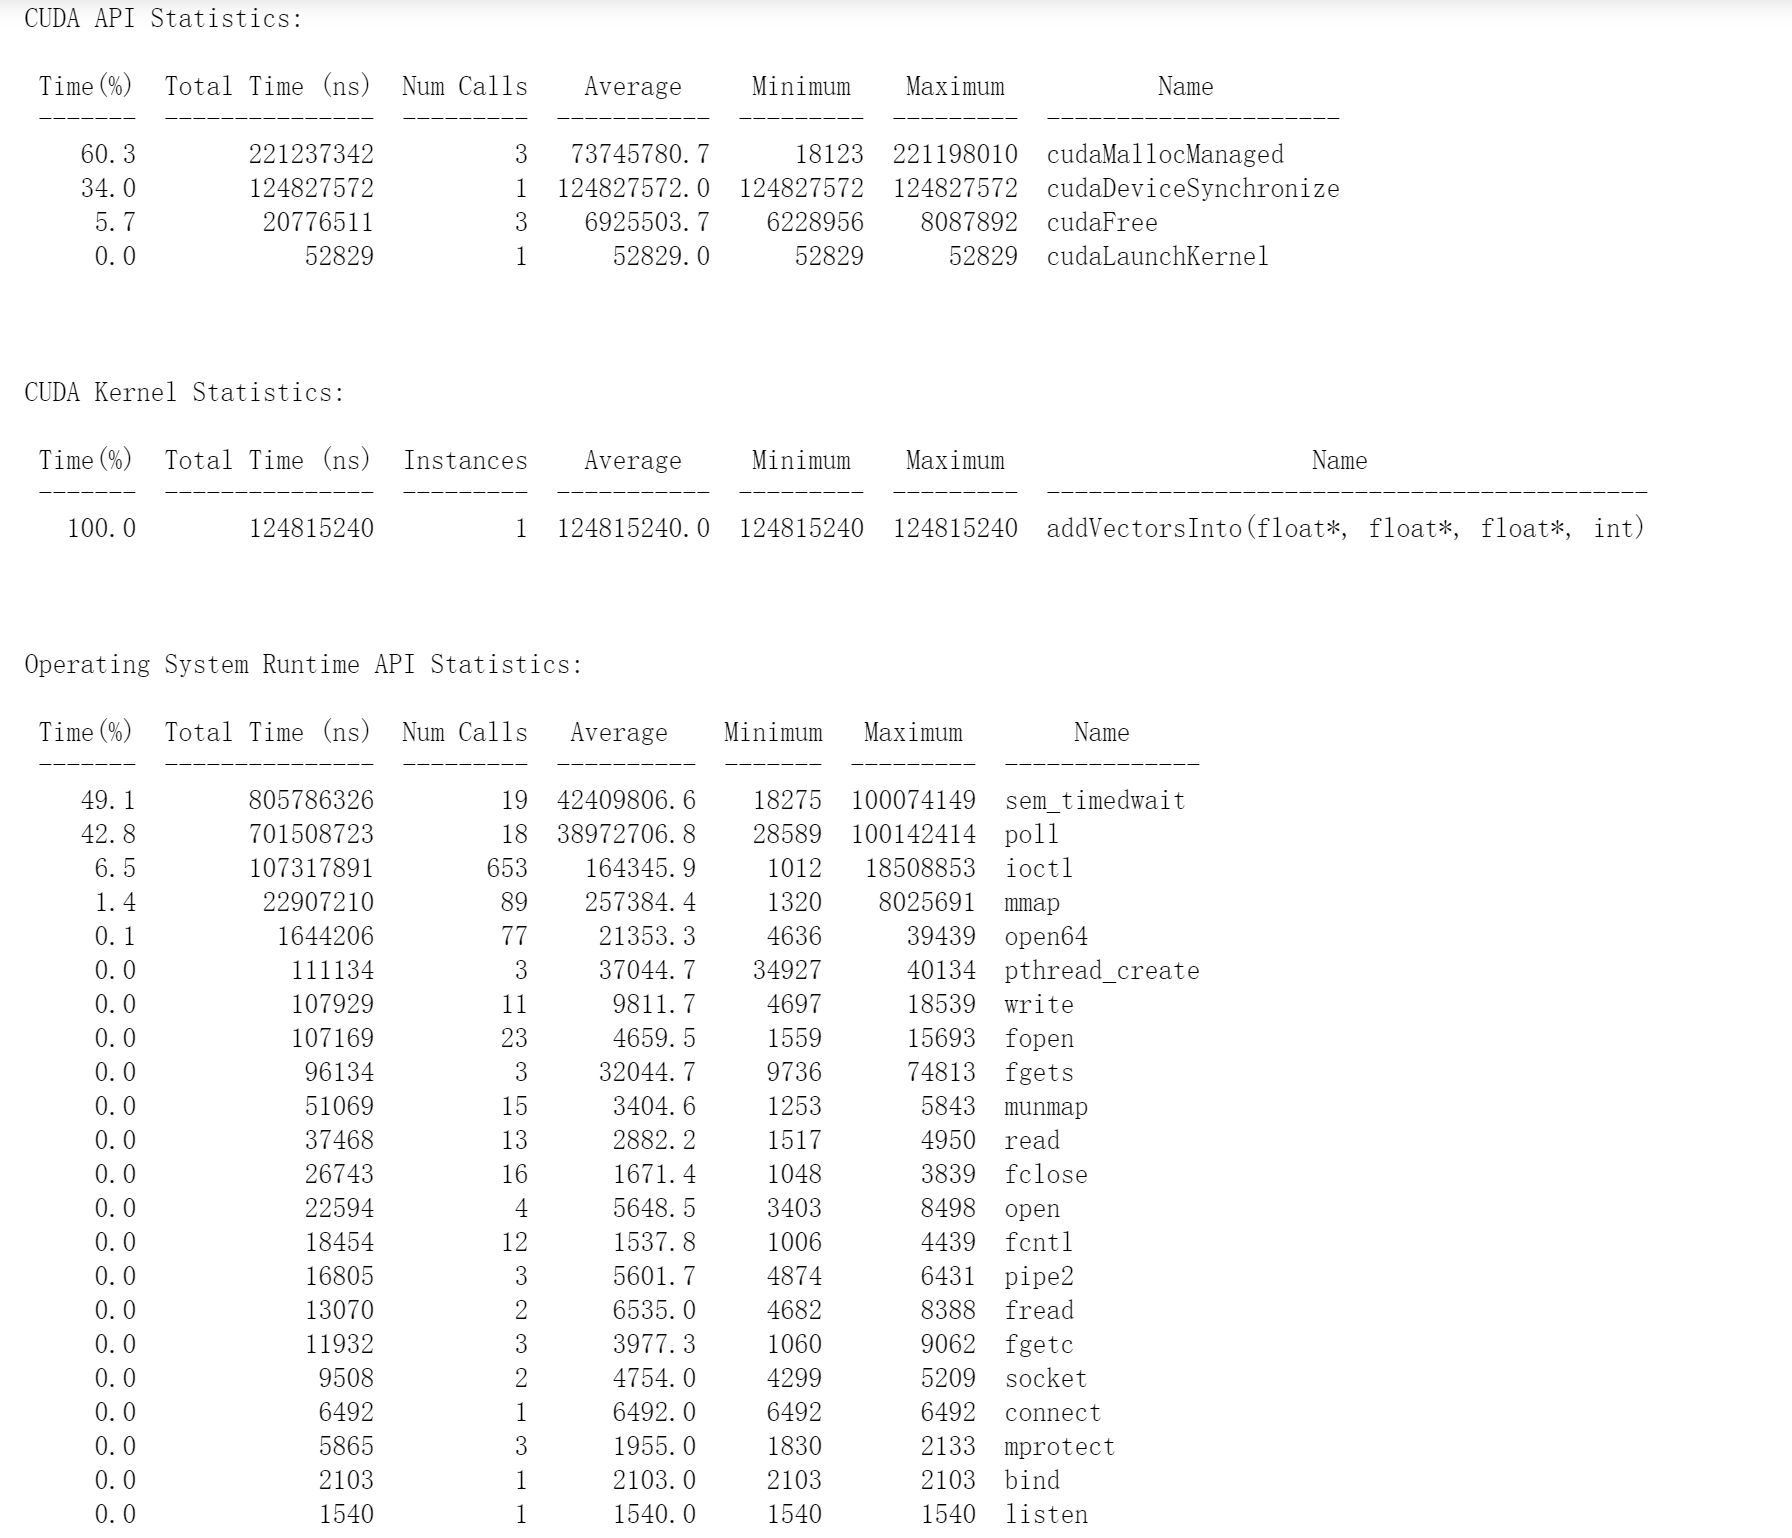 CUDA API Statistics:
Time(%) Total Time (ns) Num Calls Average Minimum Maximum Name
------- --------------- --------- ----------- --------- --------- ---------------------
60.3 221237342 3 73745780.7 18123 221198010 cudaMallocManaged
34.0 124827572 1 124827572.0 124827572 124827572 cudaDeviceSynchronize
5.7 20776511 3 6925503.7 6228956 8087892 cudaFree
0.0 52829 1 52829.0 52829 52829 cudaLaunchKernel
CUDA Kernel Statistics:
Time(%) Total Time (ns) Instances Average Minimum Maximum Name
------- --------------- --------- ----------- --------- --------- -------------------------------------------
100.0 124815240 1 124815240.0 124815240 124815240 addVectorsInto(float*, float*, float*, int)
Operating System Runtime API Statistics:
Time(%) Total Time (ns) Num Calls Average Minimum Maximum Name
------- --------------- --------- ---------- ------- --------- --------------
49.1 805786326 19 42409806.6 18275 100074149 sem_timedwait
42.8 701508723 18 38972706.8 28589 100142414 poll
6.5 107317891 653 164345.9 1012 18508853 ioctl
1.4 22907210 89 257384.4 1320 8025691 mmap
0.1 1644206 77 21353.3 4636 39439 open64
0.0 111134 3 37044.7 34927 40134 pthread_create
0.0 107929 11 9811.7 4697 18539 write
0.0 107169 23 4659.5 1559 15693 fopen
0.0 96134 3 32044.7 9736 74813 fgets
0.0 51069 15 3404.6 1253 5843 munmap
0.0 37468 13 2882.2 1517 4950 read
0.0 26743 16 1671.4 1048 3839 fclose
0.0 22594 4 5648.5 3403 8498 open
0.0 18454 12 1537.8 1006 4439 fcntl
0.0 16805 3 5601.7 4874 6431 pipe2
0.0 13070 2 6535.0 4682 8388 fread
0.0 11932 3 3977.3 1060 9062 fgetc
0.0 9508 2 4754.0 4299 5209 socket
0.0 6492 1 6492.0 6492 6492 connect
0.0 5865 3 1955.0 1830 2133 mprotect
0.0 2103 1 2103.0 2103 2103 bind
0.0 1540 1 1540.0 1540 1540 listen